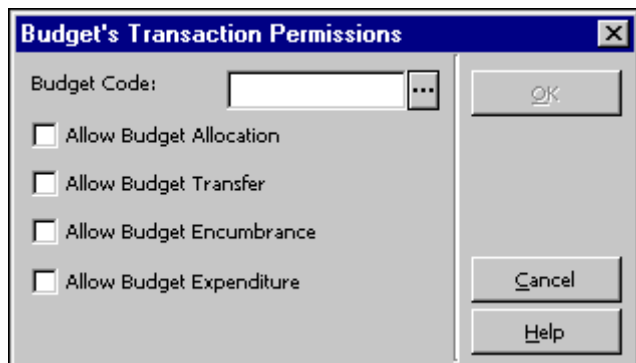 Budget's Transaction Permissions
Budget Code:
...
OK
Allow Budget Allocation
Allow Budget Transfer
Allow Budget Encumbrance
Allow Budget Expenditure
Cancel
Help